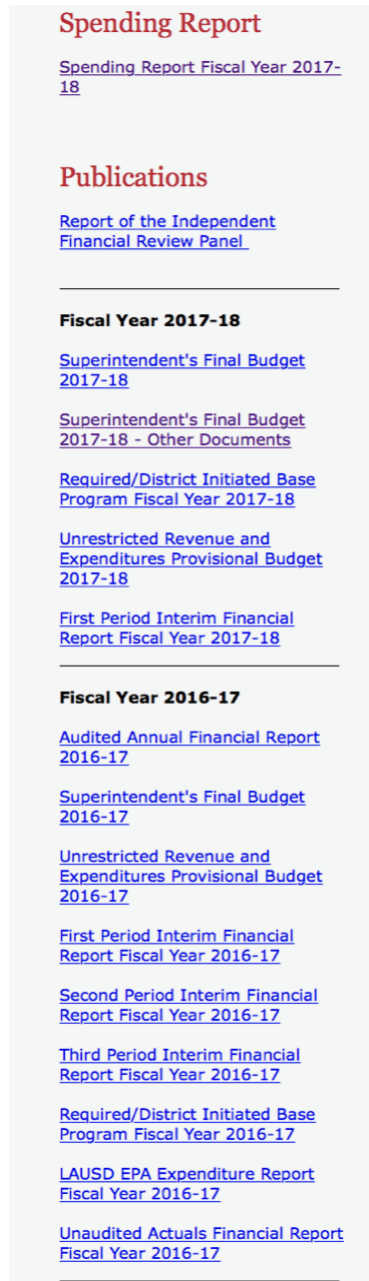 Spending Report
Spending Report Fiscal Year 2017-
18
Publications
Report of the Independent
Financial Review Panel
Fiscal Year 2017-18
Superintendent's Final Budget
2017-18
Superintendent's Final Budget
2017-18 - Other Documents
Required/District Initiated Base
Program Fiscal Year 2017-18
Unrestricted Revenue and
Expenditures Provisional Budget
2017-18
First Period Interim Financial
Report Fiscal Year 2017-18
Fiscal Year 2016-17
Audited Annual Financial Report
2016-17
Superintendent's Final Budget
2016-17
Unrestricted Revenue and
Expenditures Provisional Budget
2016-17
First Period Interim Financial
Report Fiscal Year 2016-17
Second Period Interim Financial
Report Fiscal Year 2016-17
Third Period Interim Financial
Report Fiscal Year 2016-17
Required/District Initiated Base
Program Fiscal Year 2016-17
LAUSD EPA Expenditure Report
Fiscal Year 2016-17
Unaudited Actuals Financial Report
Fiscal Year 2016-17